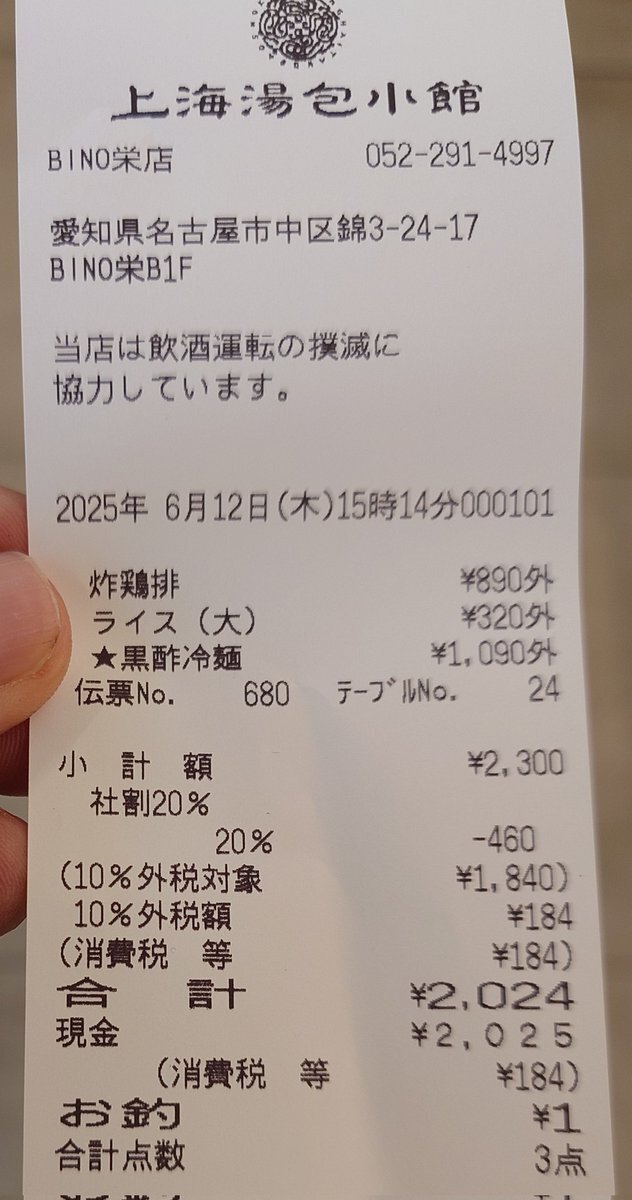 上海湯包小館
BINO栄店 052-291-4997
愛知県名古屋市中区錦3-24-17
BINO栄B1F
当店は飲酒運転の撲滅に
協力しています。
2025年 6月12日(木)15時14分000101
炸鶏排 ¥890外
ライス(大) ¥320外
★黒酢冷麺 ¥1,090外
伝票No. 680 テーブルNo. 24
小 計 額 ¥2,300
社割20%
20% -460
(10%外税対象 ¥1,840)
10%外税額 ¥184
(消費税 等 ¥184)
合 計 ¥2,024
現金 ¥2,025
(消費税 等 ¥184)
お釣 ¥1
合計点数 3点